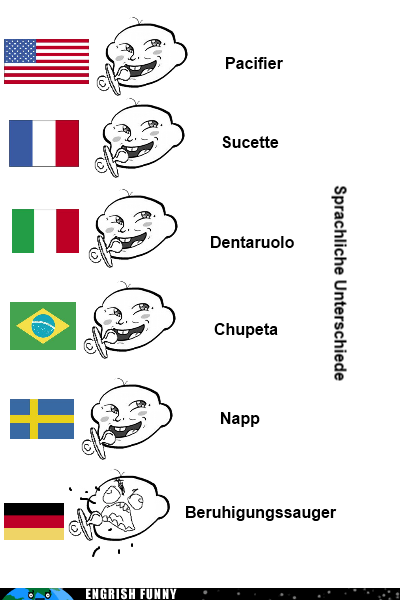 Pacifier
Sucette
Dentaruolo
Chupeta
Napp
Beruhigungssauger
Sprachliche Unterschiede
ENGRISH FUNNY